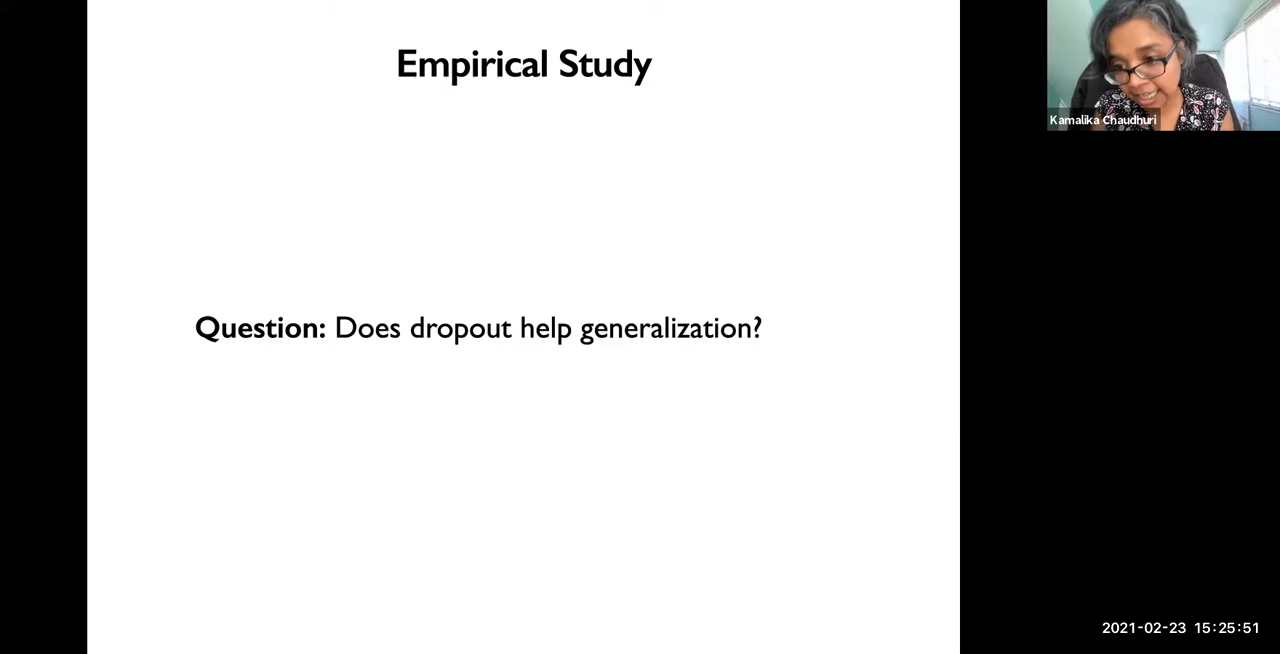 Empirical Study
Kamalika Chaudhuri
Question: Does dropout help generalization?
2021-02-23 15:25:51